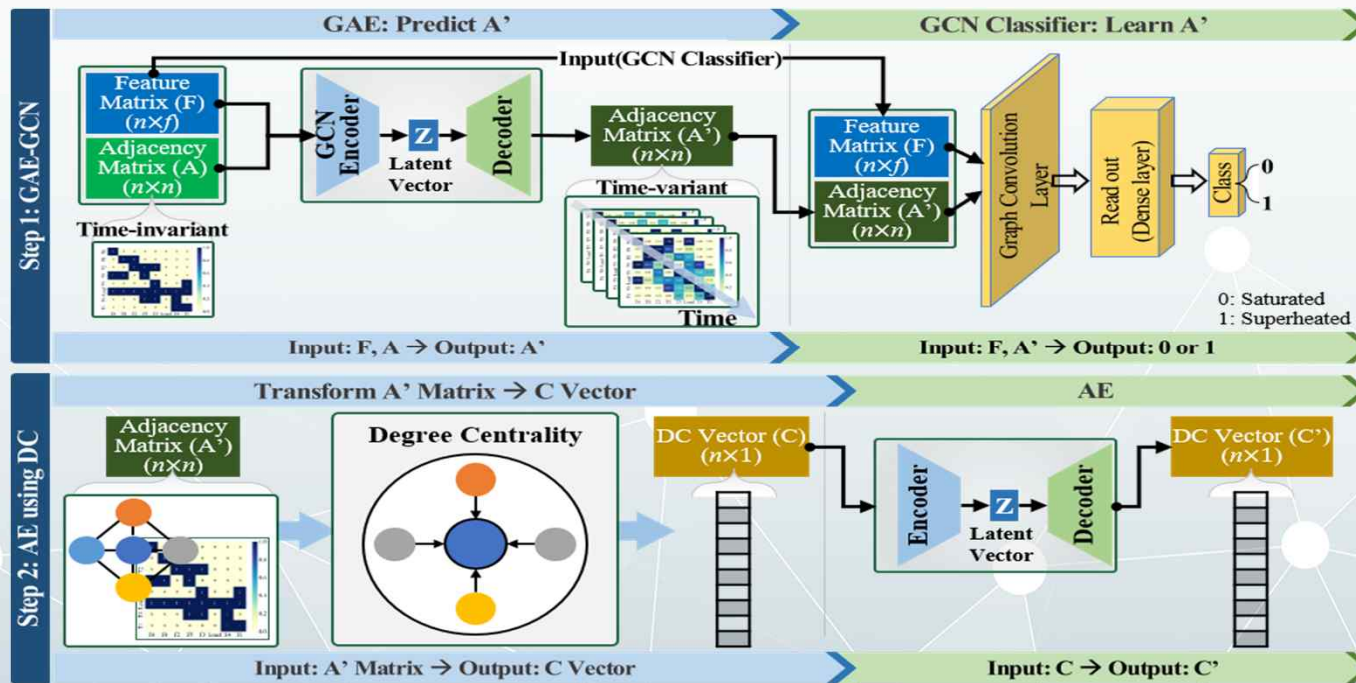 Step 1: GAE-GCN
GAE: Predict A’
GCN Classifier: Learn A’
Input(GCN Classifier)
Feature
Matrix (F)
(n×f)
Adjacency
Matrix (A)
(n×n)
Time-invariant
GCN
Encoder
Z
Latent
Vector
Decoder
Adjacency
Matrix (A’)
(n×n)
Time-variant
Time
Feature
Matrix (F)
(n×f)
Adjacency
Matrix (A’)
(n×n)
Graph Convolution
Layer
Read out
(Dense layer)
Class
0
1
0: Saturated
1: Superheated
Input: F, A → Output: A’
Input: F, A’ → Output: 0 or 1
Step 2: AE using DC
Transform A’ Matrix → C Vector
AE
Adjacency
Matrix (A’)
(n×n)
Degree Centrality
DC Vector (C)
(n×1)
Encoder
Z
Latent
Vector
Decoder
DC Vector (C’)
(n×1)
Input: A’ Matrix → Output: C Vector
Input: C → Output: C’